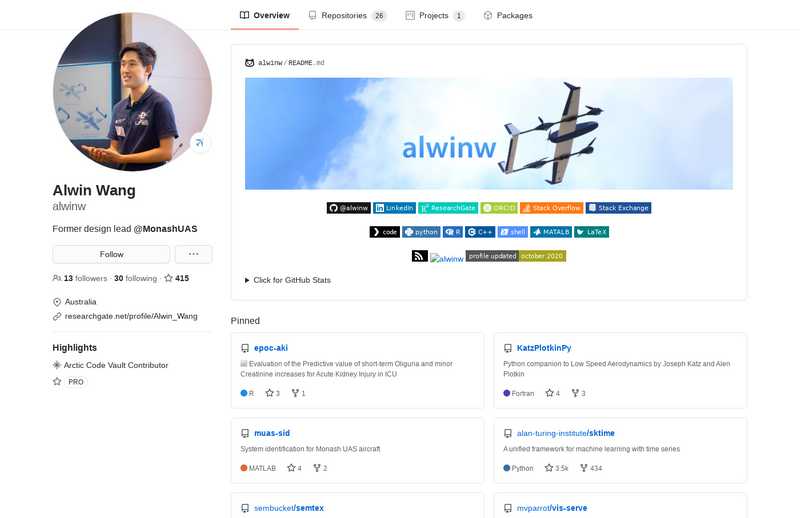 Overview
Repositories 26
Projects 1
Packages
Alwin Wang
alwinw
Former design lead @MonashUAS
Follow
13 followers · 30 following · 415
Australia
researchgate.net/profile/Alwin_Wang
Highlights
Arctic Code Vault Contributor
PRO
alwinw / README.md
alwinw
@alwinw LinkedIn ResearchGate ORCID Stack Overflow Stack Exchange
code python R C++ shell MATALB LaTeX
alwinw profile updated october 2020
Click for GitHub Stats
Pinned
epoc-aki
Evaluation of the Predictive value of short-term Oliguria and minor
Creatinine increases for Acute Kidney Injury in ICU
R 3 1
KatzPlotkinPy
Python companion to Low Speed Aerodynamics by Joseph Katz and Alen
Plotkin
Fortran 4 3
muas-sid
System identification for Monash UAS aircraft
MATLAB 4 2
alan-turing-institute/sktime
A unified framework for machine learning with time series
Python 3.5k 434
sembucket/semtex
mvparrot/vis-serve